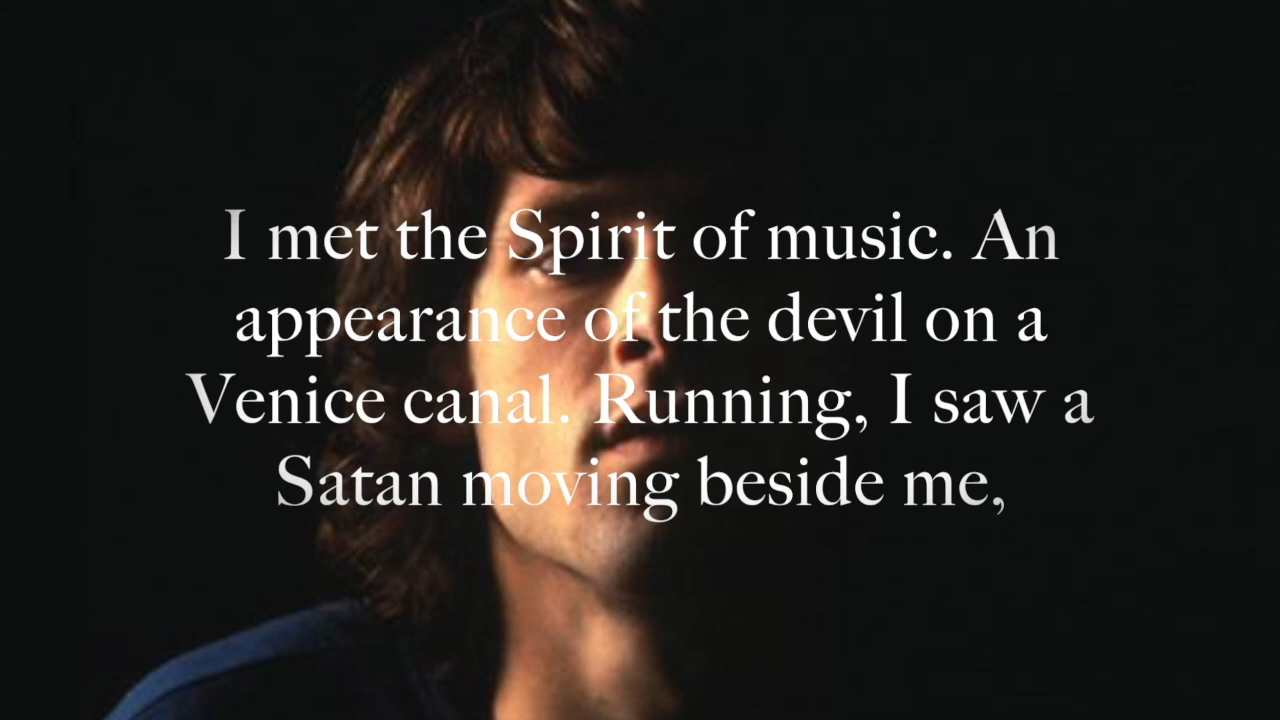 I met the Spirit of music. An
appearance of the devil on a
Venice canal. Running, I saw a
Satan moving beside me,